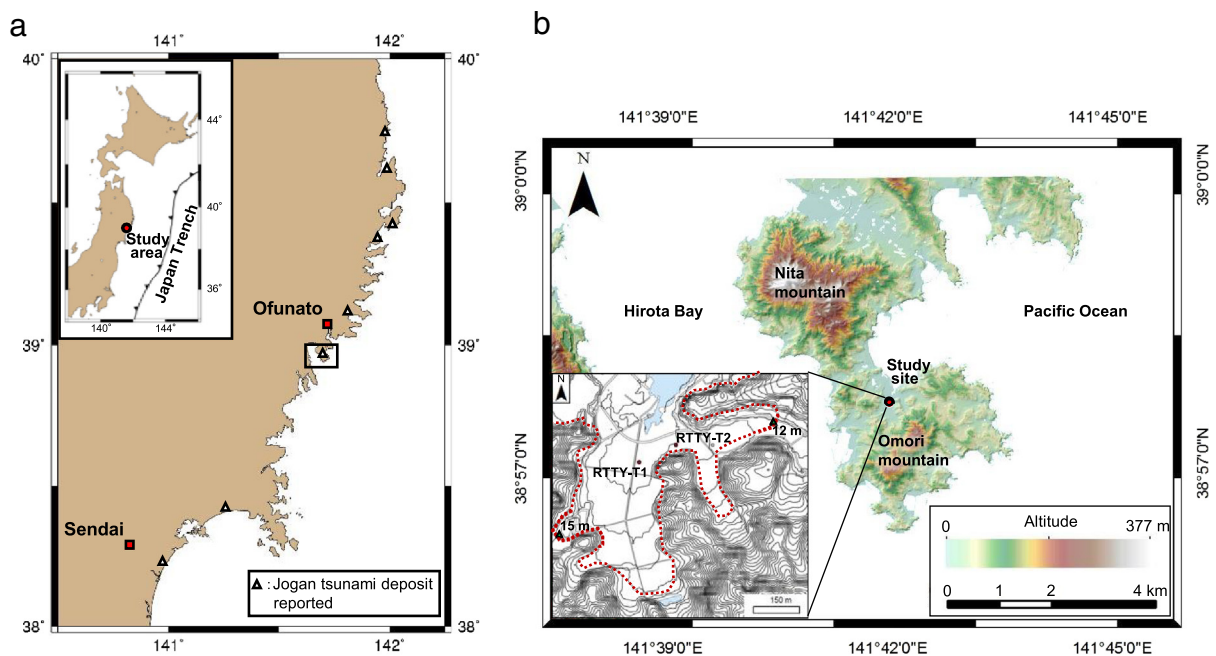 a
141°
142°
40°
40°
44°
40°
36°
Study
area
Japan Trench
140°
144°
Ofunato
39°
39°
Sendai
: Jogan tsunami deposit
reported
38°
38°
141°
142°
b
141°39'0"E
141°42'0"E
141°45'0"E
39°0'0"N
39°0'0"N
N
Nita
mountain
Hirota Bay
Pacific Ocean
Study
site
N
12 m
RTTY-T2
RTTY-T1
15 m
150 m
Omori
mountain
38°57'0"N
38°57'0"N
0
Altitude
377 m
0
1
2
4 km
141°39'0"E
141°42'0"E
141°45'0"E